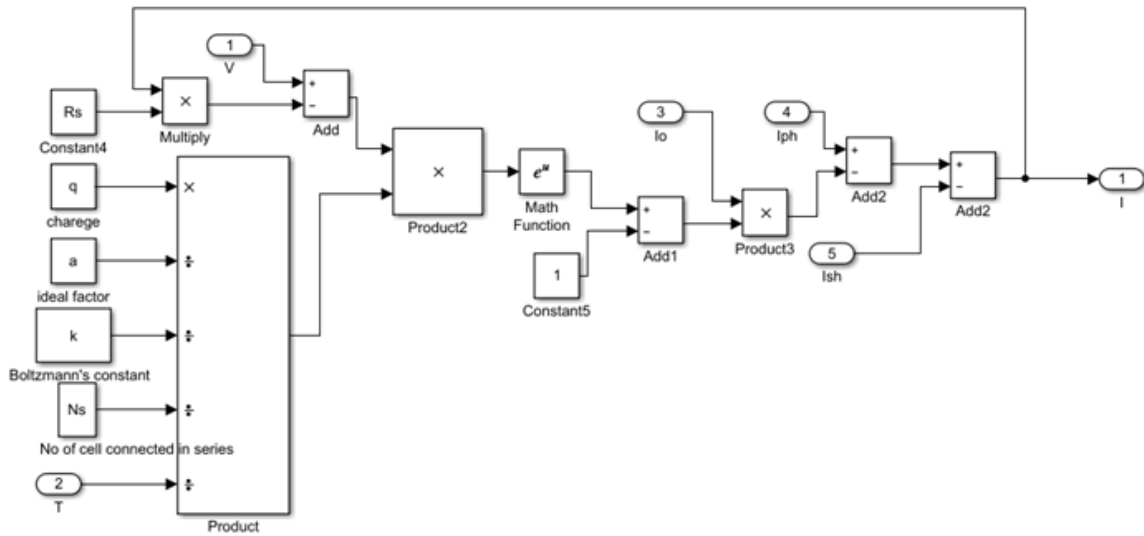 1
V
+
−
Add
Rs
Constant4
×
Multiply
q
charege
×
a
ideal factor
÷
k
Boltzmann's constant
÷
Ns
No of cell connected in series
÷
2
T
÷
Product
×
Product2
eᵘ
Math
Function
1
Constant5
+
−
Add1
3
Io
×
Product3
4
Iph
+
−
Add2
5
Ish
+
−
Add2
1
I